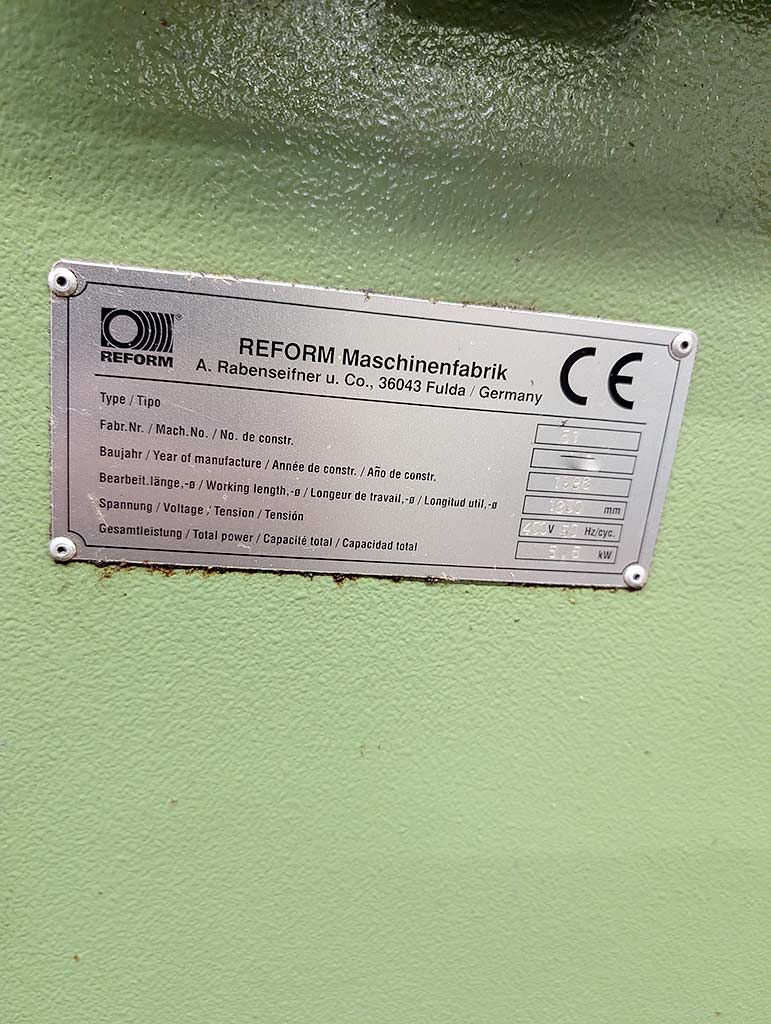 REFORM
REFORM Maschinenfabrik
A. Rabenseifner u. Co., 36043 Fulda / Germany
CE
Type / Tipo
Fabr.Nr. / Mach.No. / No. de constr.
Baujahr / Year of manufacture / Année de constr. / Año de constr.
Bearbeit.länge,-ø / Working length,-ø / Longeur de travail,-ø / Longitud util,-ø mm
Spannung / Voltage / Tension / Tensión 400 V 50 Hz/cyc.
Gesamtleistung / Total power / Capacité total / Capacidad total kW